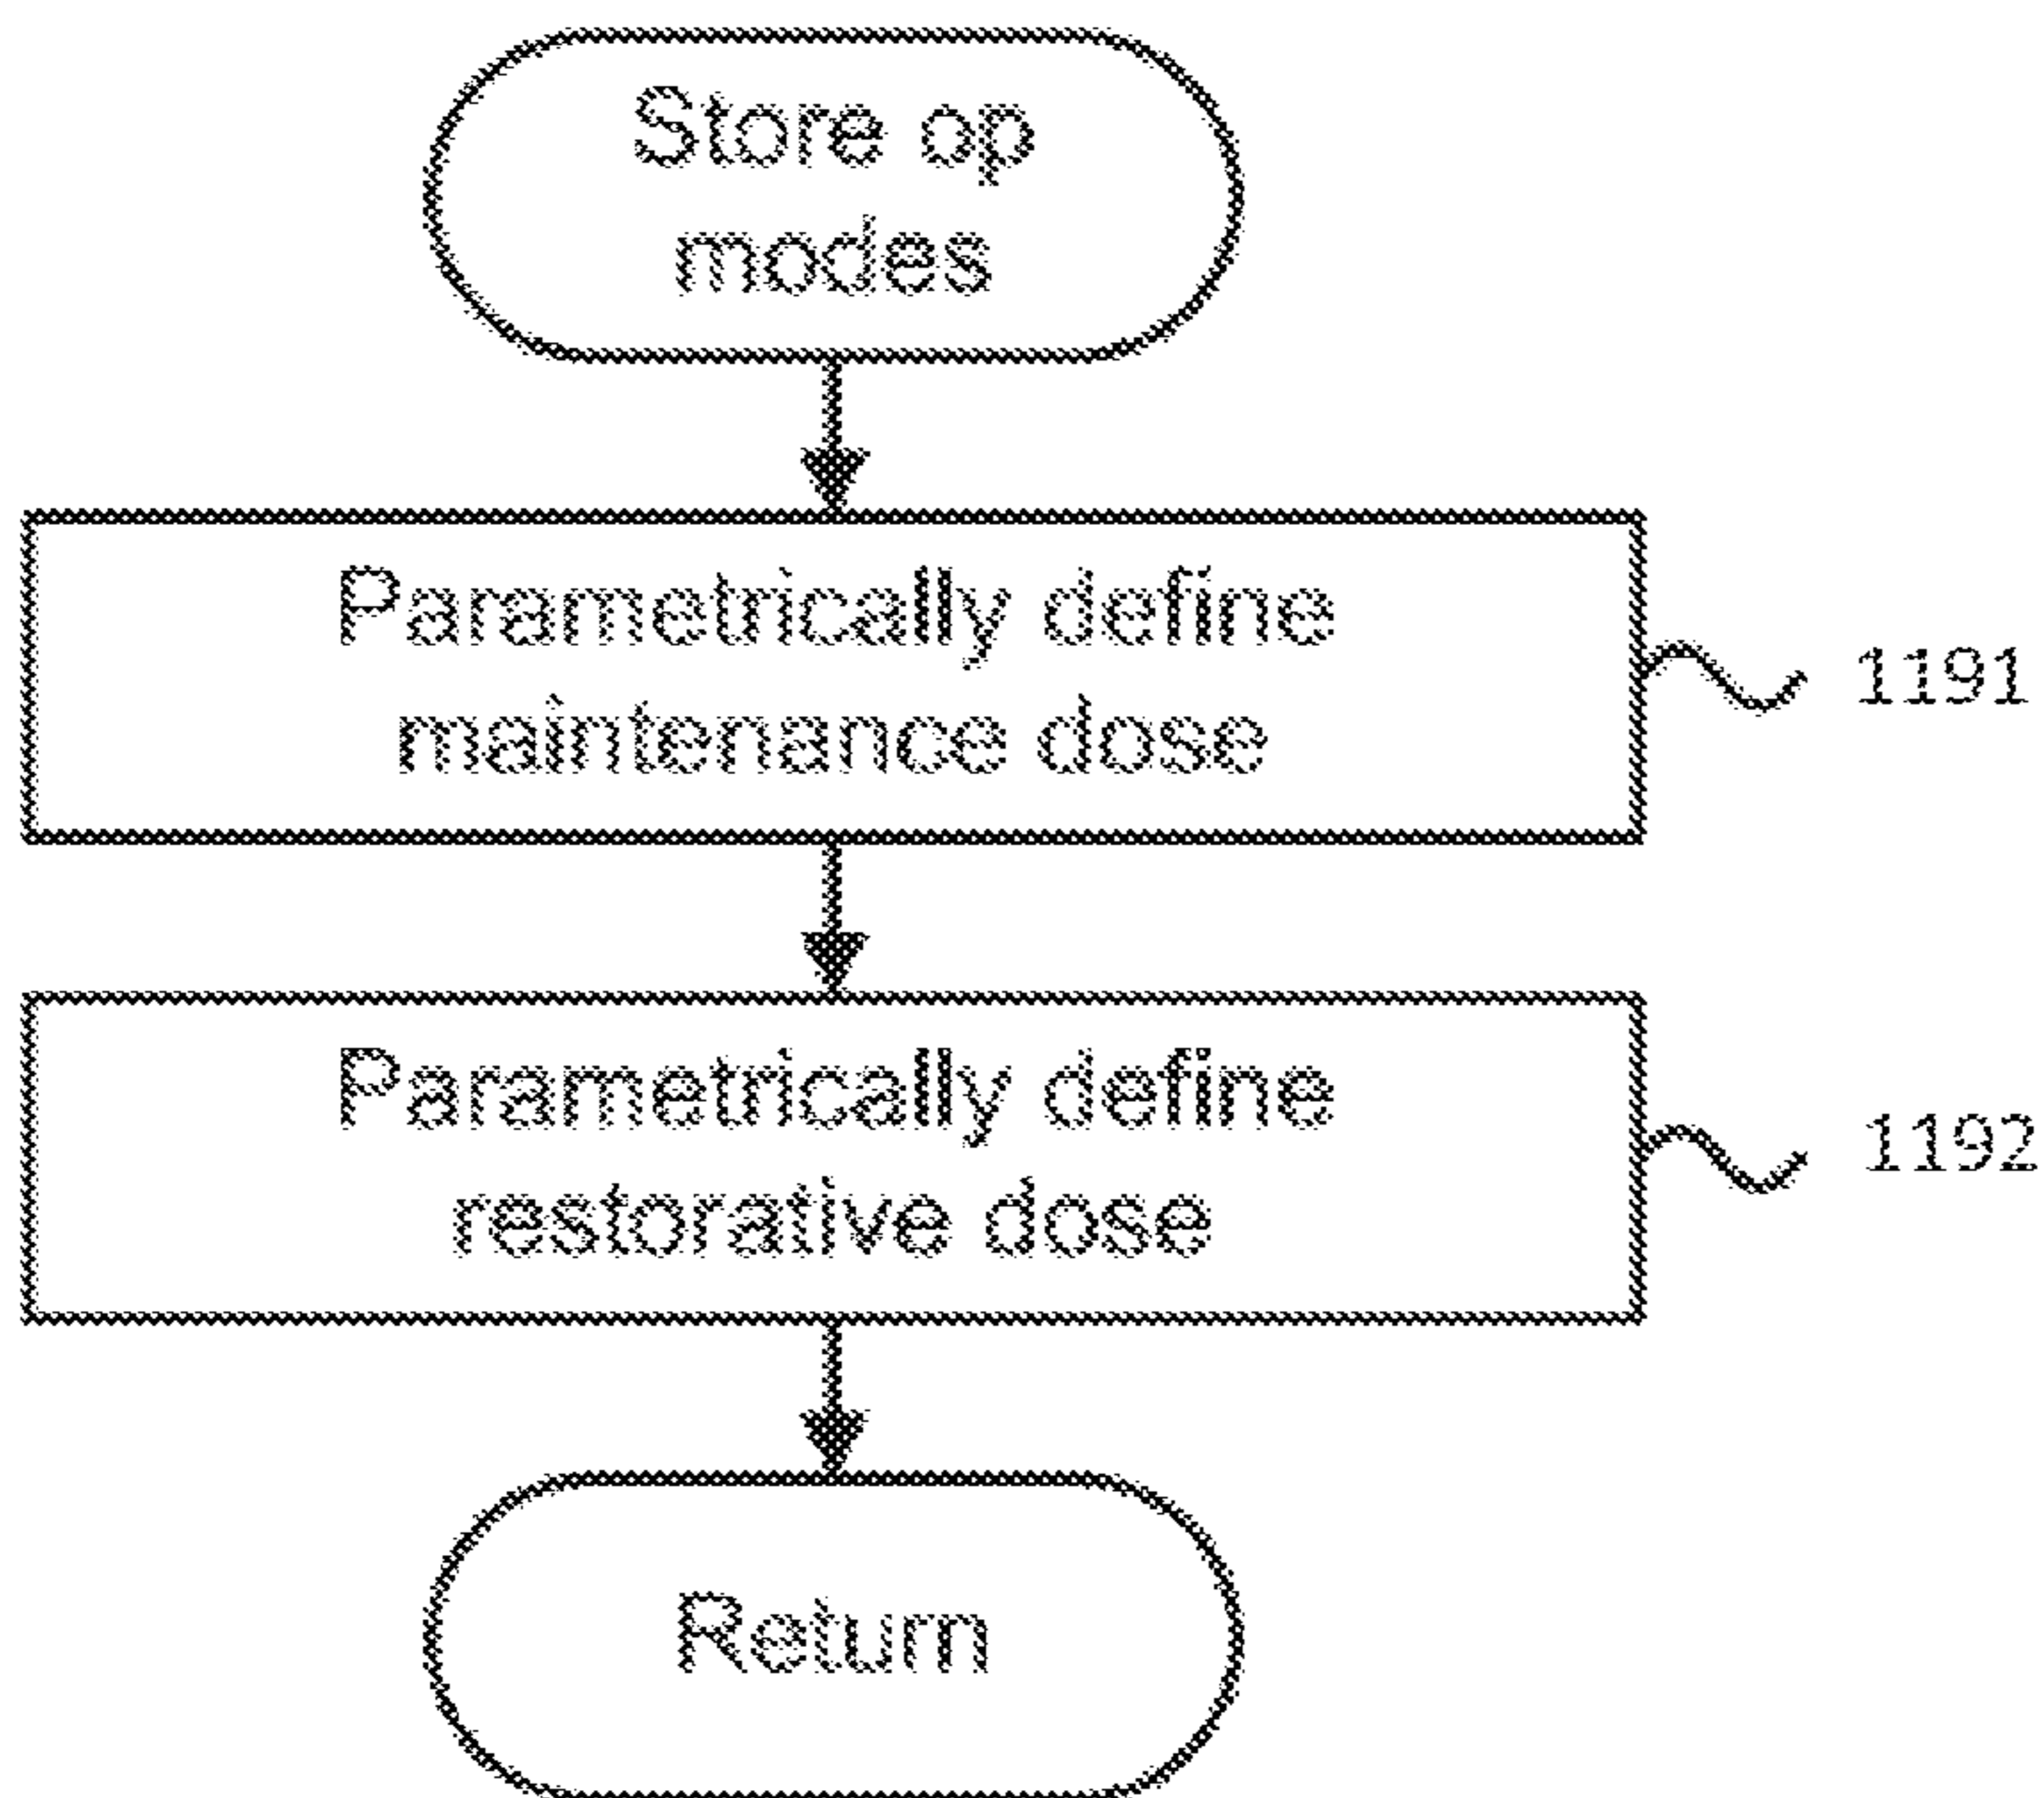 Store op
modes
Parametrically define
maintenance dose
1191
Parametrically define
restorative dose
1192
Return